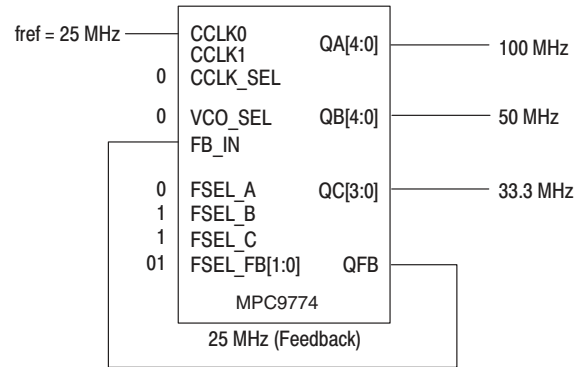 fref = 25 MHz
CCLK0
CCLK1
0 CCLK_SEL
0 VCO_SEL
FB_IN
0 FSEL_A
1 FSEL_B
1 FSEL_C
01 FSEL_FB[1:0]
QA[4:0] 100 MHz
QB[4:0] 50 MHz
QC[3:0] 33.3 MHz
QFB
MPC9774
25 MHz (Feedback)